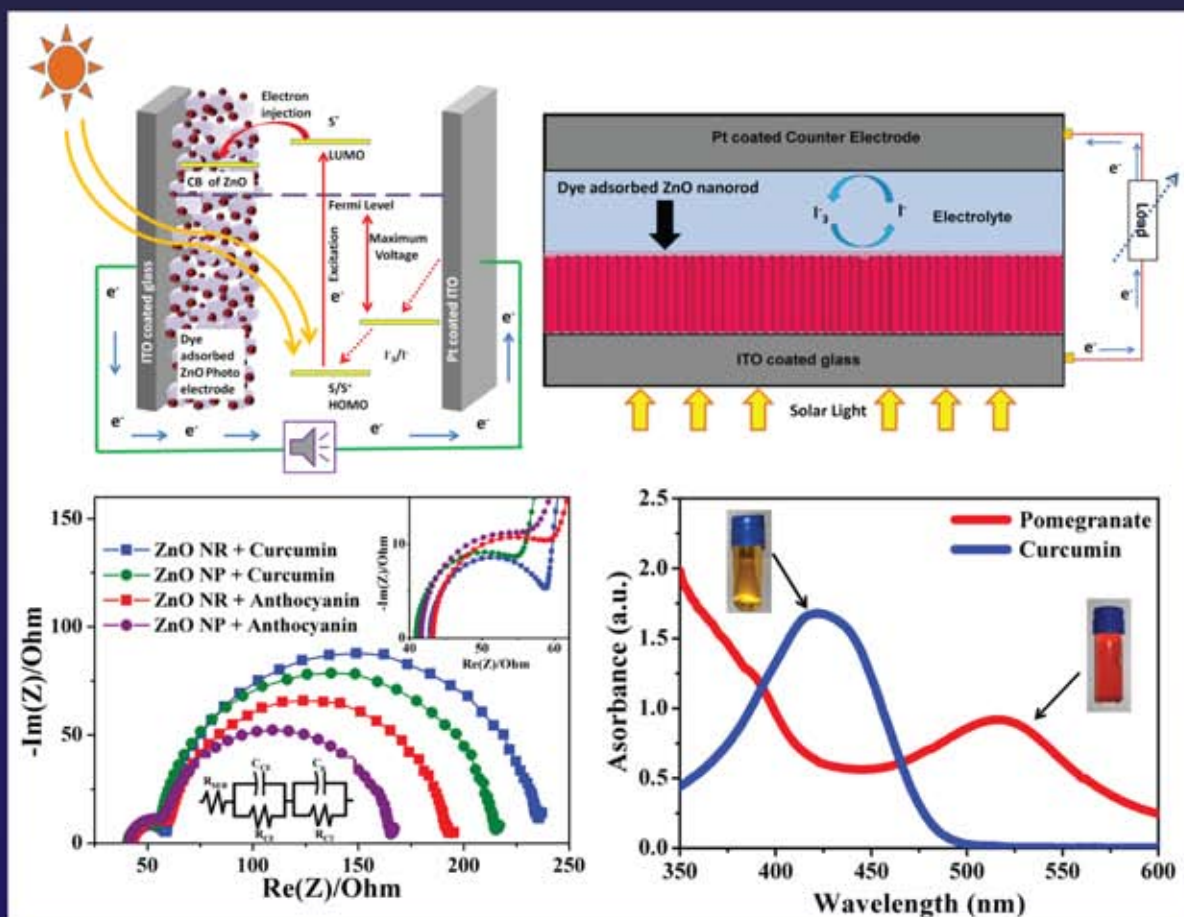 Electron
injection
S*
LUMO
CB of ZnO
Fermi Level
Maximum
Voltage
Excitation
e-
ITO coated glass
Pt coated ITO
e-
e-
e-
e-
Dye
adsorbed
ZnO Photo
electrode
I-3/I-
S/S+
HOMO
e-
e-
e-
e-
Pt coated Counter Electrode
Dye adsorbed ZnO nanorod
I-3
I-
Electrolyte
ITO coated glass
Solar Light
e-
Load
e-
e-
150
100
50
0
-Im(Z)/Ohm
ZnO NR + Curcumin
ZnO NP + Curcumin
ZnO NR + Anthocyanin
ZnO NP + Anthocyanin
10
0
-Im(Z)/Ohm
40 50 60
Re(Z)/Ohm
RCE
50 100 150 200 250
Re(Z)/Ohm
2.5
2.0
1.5
1.0
0.5
0.0
Asorbance (a.u.)
Pomegranate
Curcumin
350 400 450 500 550 600
Wavelength (nm)